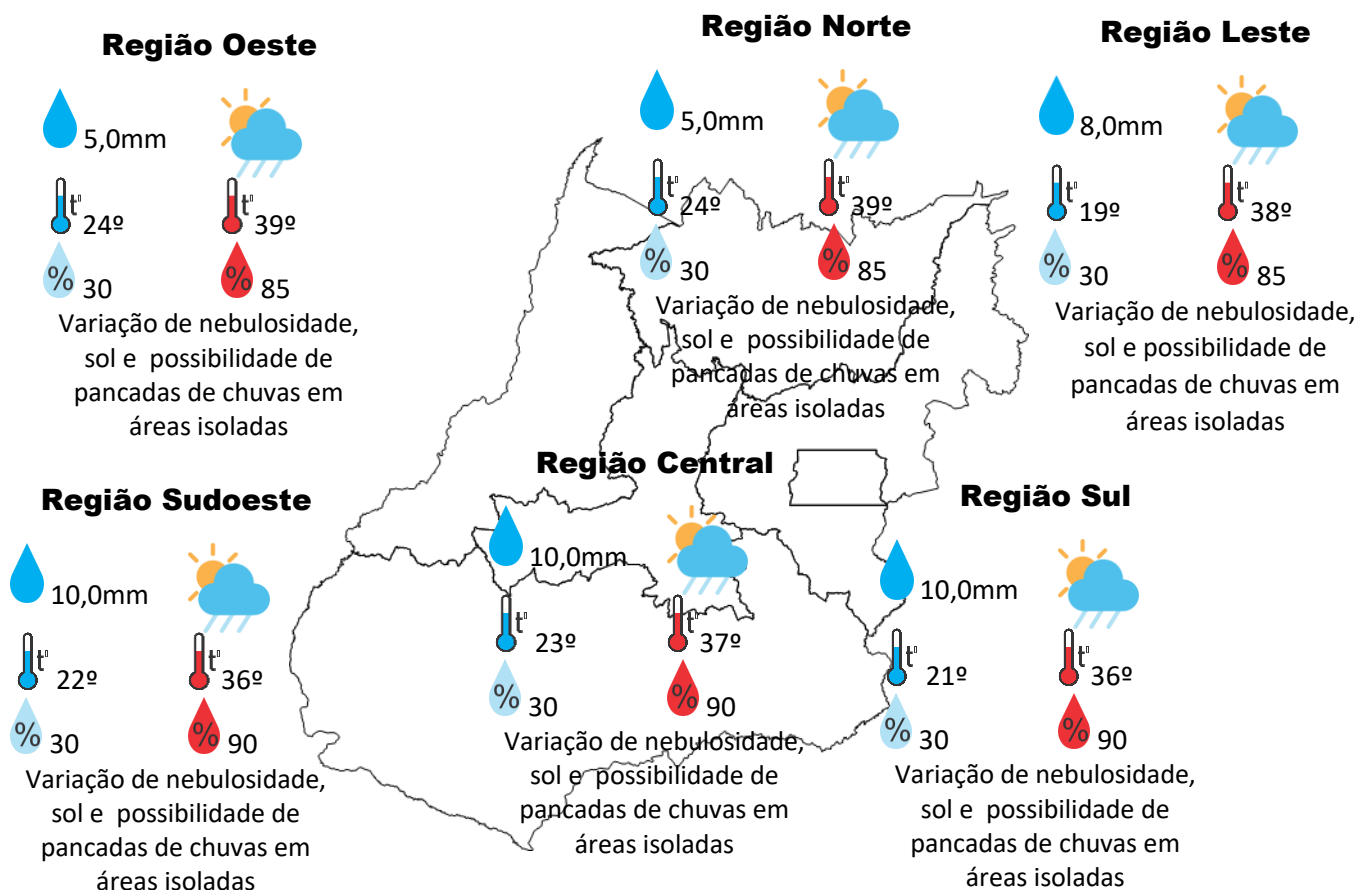 Região Oeste
5,0mm
t°
24º
t°
39º
%
30
%
85
Variação de nebulosidade,
sol e possibilidade de
pancadas de chuvas em
áreas isoladas
Região Norte
5,0mm
t°
24º
t°
39º
%
30
%
85
Variação de nebulosidade,
sol e possibilidade de
pancadas de chuvas em
áreas isoladas
Região Leste
8,0mm
t°
19º
t°
38º
%
30
%
85
Variação de nebulosidade,
sol e possibilidade de
pancadas de chuvas em
áreas isoladas
Região Sudoeste
10,0mm
t°
22º
t°
36º
%
30
%
90
Variação de nebulosidade,
sol e possibilidade de
pancadas de chuvas em
áreas isoladas
Região Central
10,0mm
t°
23º
t°
37º
%
30
%
90
Variação de nebulosidade,
sol e possibilidade de
pancadas de chuvas em
áreas isoladas
Região Sul
10,0mm
t°
21º
t°
36º
%
30
%
90
Variação de nebulosidade,
sol e possibilidade de
pancadas de chuvas em
áreas isoladas